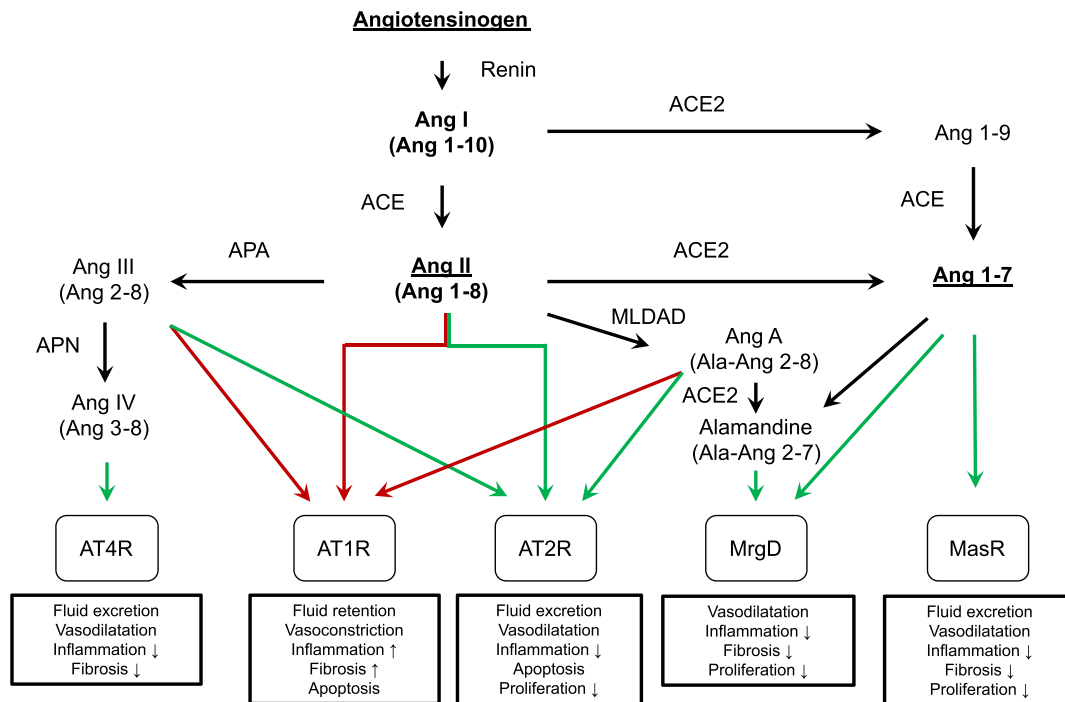 Angiotensinogen
Renin
Ang I
(Ang 1-10)
ACE2
Ang 1-9
ACE
ACE
Ang III
(Ang 2-8)
APA
Ang II
(Ang 1-8)
ACE2
Ang 1-7
MLDAD
APN
Ang A
(Ala-Ang 2-8)
ACE2
Ang IV
(Ang 3-8)
Alamandine
(Ala-Ang 2-7)
AT4R
AT1R
AT2R
MrgD
MasR
Fluid excretion
Vasodilatation
Inflammation ↓
Fibrosis ↓
Fluid retention
Vasoconstriction
Inflammation ↑
Fibrosis ↑
Apoptosis
Fluid excretion
Vasodilatation
Inflammation ↓
Apoptosis
Proliferation ↓
Vasodilatation
Inflammation ↓
Fibrosis ↓
Proliferation ↓
Fluid excretion
Vasodilatation
Inflammation ↓
Fibrosis ↓
Proliferation ↓